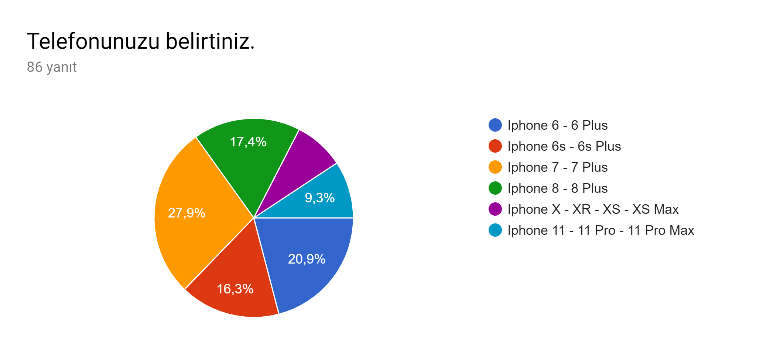 Telefonunuzu belirtiniz.
86 yanıt
Iphone 6 - 6 Plus
Iphone 6s - 6s Plus
Iphone 7 - 7 Plus
Iphone 8 - 8 Plus
Iphone X - XR - XS - XS Max
Iphone 11 - 11 Pro - 11 Pro Max
17,4%
9,3%
27,9%
20,9%
16,3%